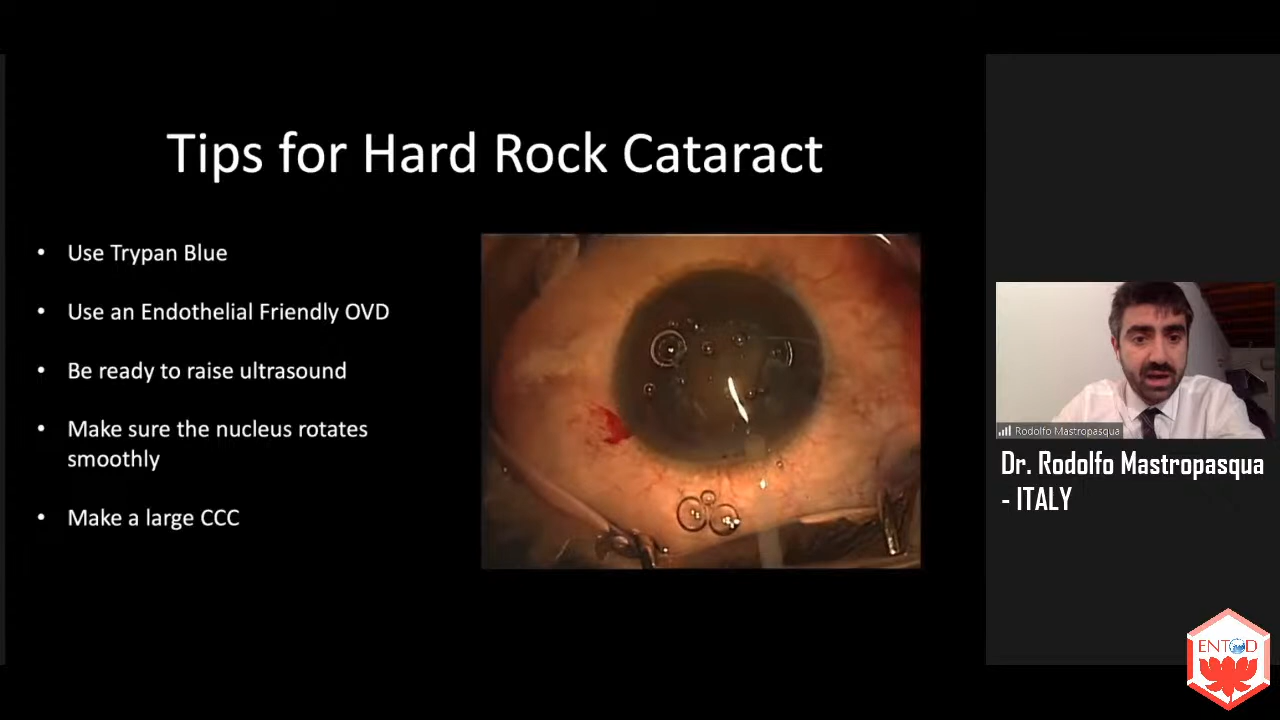 Tips for Hard Rock Cataract
• Use Trypan Blue
• Use an Endothelial Friendly OVD
• Be ready to raise ultrasound
• Make sure the nucleus rotates
smoothly
• Make a large CCC
Rodolfo Mastropasqua
Dr. Rodolfo Mastropasqua
- ITALY
ENTOD